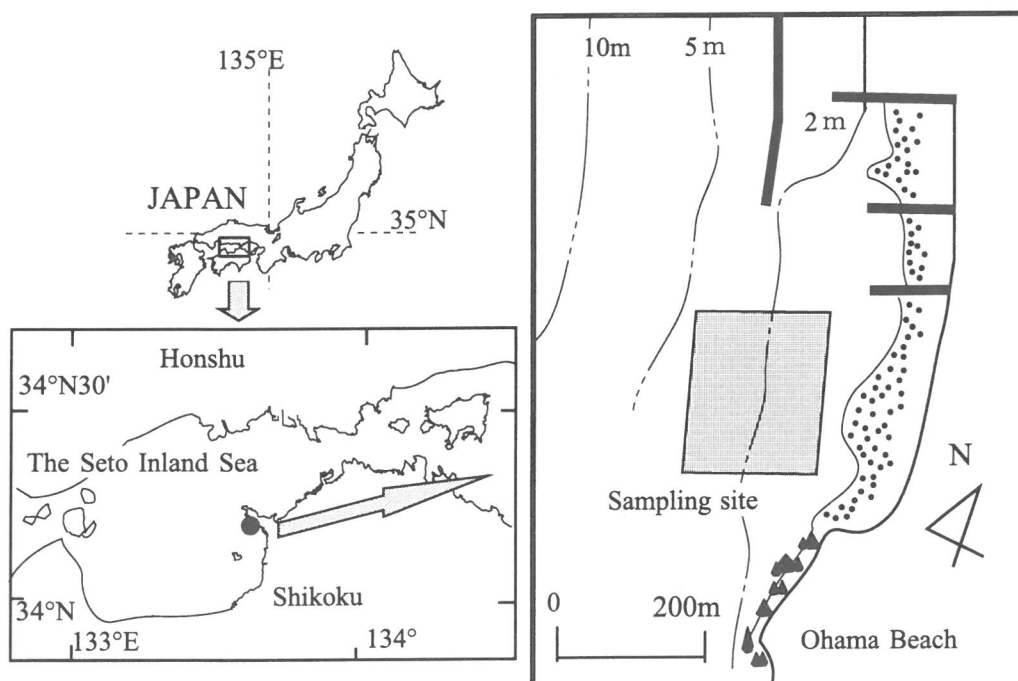 135°E
JAPAN
35°N
Honshu
34°N30'
The Seto Inland Sea
Shikoku
34°N
133°E
134°
10m
5 m
2 m
Sampling site
N
0
200m
Ohama Beach